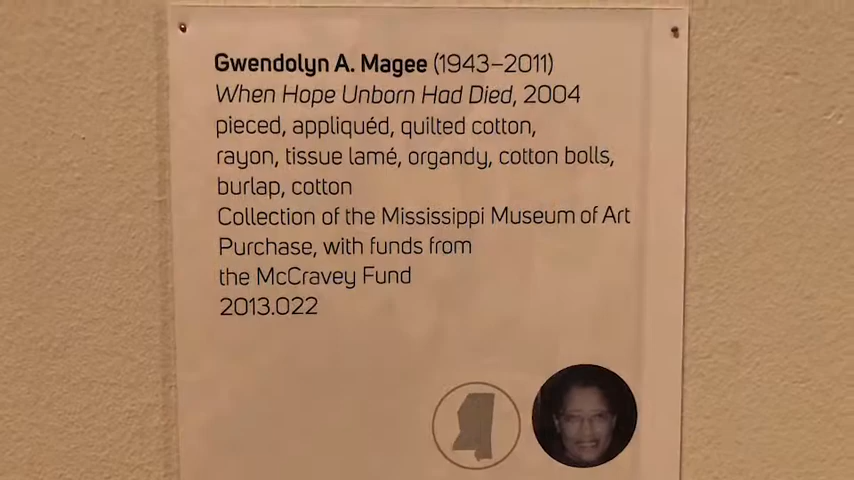 Gwendolyn A. Magee (1943–2011)
When Hope Unborn Had Died, 2004
pieced, appliquéd, quilted cotton,
rayon, tissue lamé, organdy, cotton bolls,
burlap, cotton
Collection of the Mississippi Museum of Art
Purchase, with funds from
the McCravey Fund
2013.022